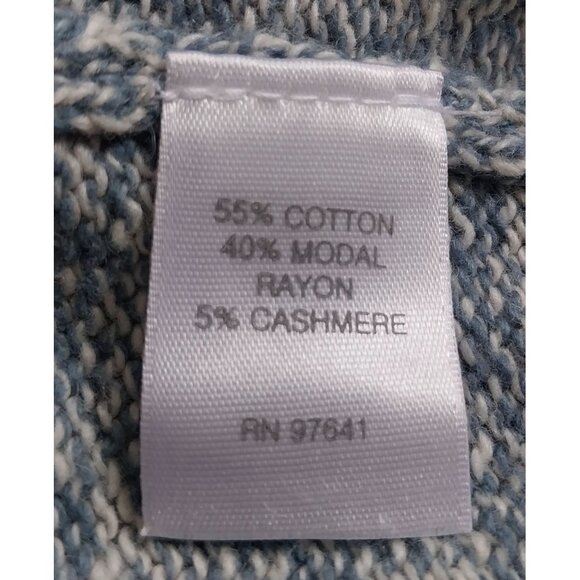 55% COTTON
40% MODAL
RAYON
5% CASHMERE
RN 97641